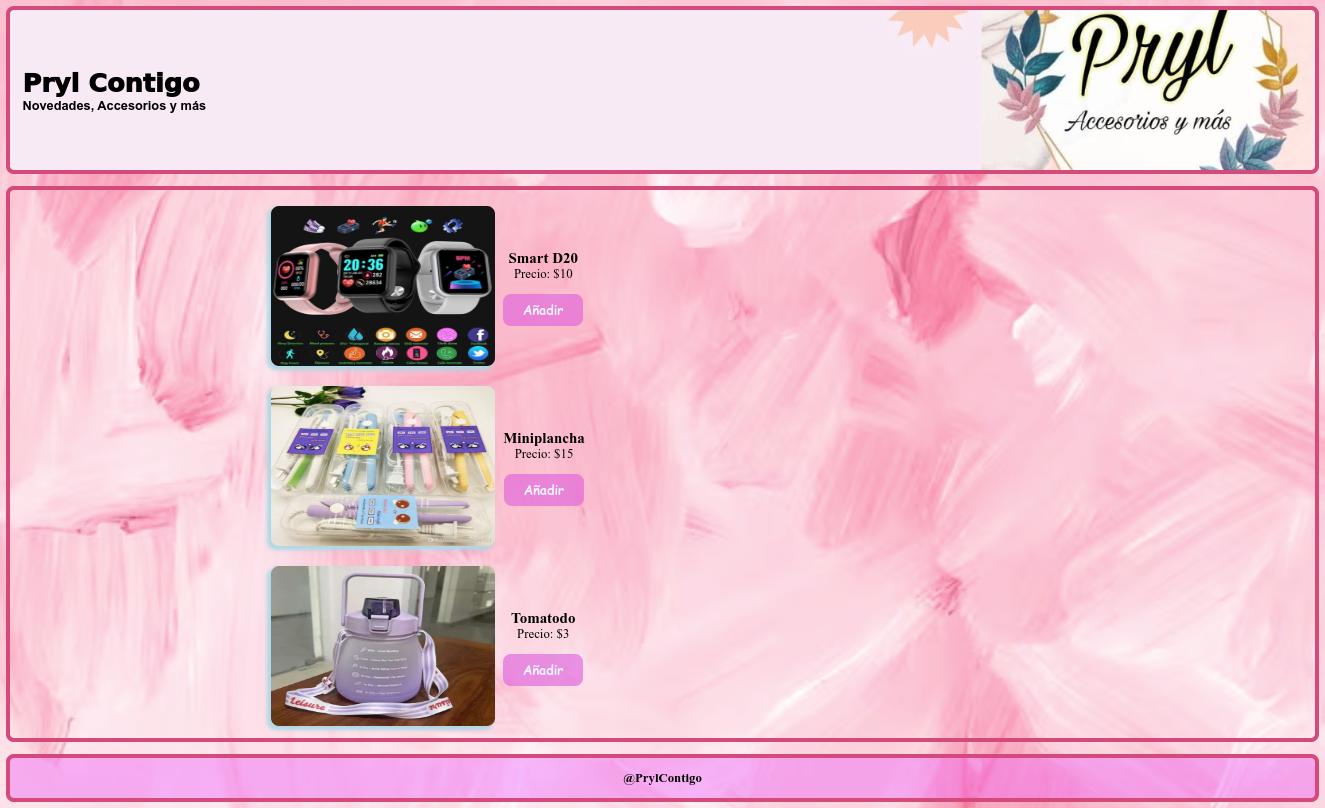 Pryl Contigo
Novedades, Accesorios y más
Pryl
Accesorios y más
20:36
Smart D20
Precio: $10
Añadir
Miniplancha
Precio: $15
Añadir
Leisure
Tomatodo
Precio: $3
Añadir
@PrylContigo